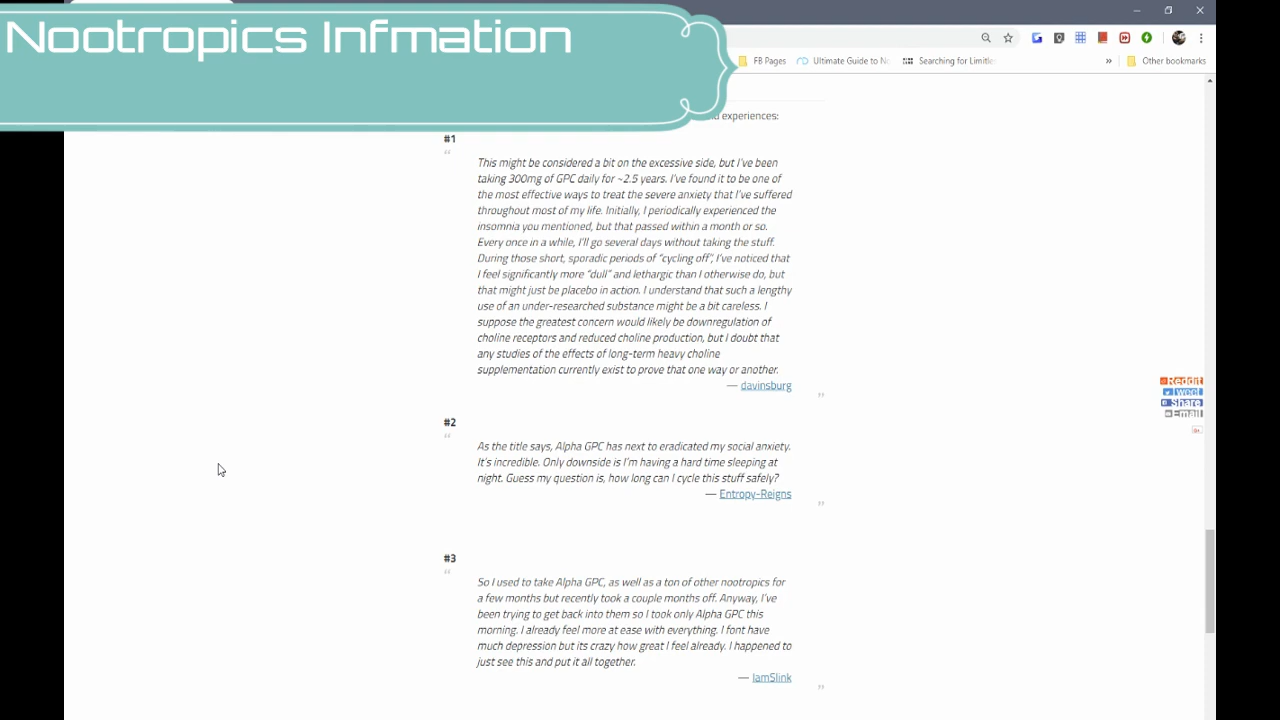 Nootropics Infmation
FB Pages
Ultimate Guide to No
Searching for Limitle
»
Other bookmarks
experiences:
#1
“
This might be considered a bit on the excessive side, but I've been
taking 300mg of GPC daily for ~2.5 years. I've found it to be one of
the most effective ways to treat the severe anxiety that I've suffered
throughout most of my life. Initially, I periodically experienced the
insomnia you mentioned, but that passed within a month or so.
Every once in a while, I'll go several days without taking the stuff.
During those short, sporadic periods of “cycling off”, I've noticed that
I feel significantly more “dull” and lethargic than I otherwise do, but
that might just be placebo in action. I understand that such a lengthy
use of an under-researched substance might be a bit careless. I
suppose the greatest concern would likely be downregulation of
choline receptors and reduced choline production, but I doubt that
any studies of the effects of long-term heavy choline
supplementation currently exist to prove that one way or another.
— davinsburg
”
Reddit
Tweet
Share
Email
#2
“
As the title says, Alpha GPC has next to eradicated my social anxiety.
It's incredible. Only downside is I'm having a hard time sleeping at
night. Guess my question is, how long can I cycle this stuff safely?
— Entropy-Reigns
”
#3
“
So I used to take Alpha GPC, as well as a ton of other nootropics for
a few months but recently took a couple months off. Anyway, I've
been trying to get back into them so I took only Alpha GPC this
morning. I already feel more at ease with everything. I font have
much depression but its crazy how great I feel already. I happened to
just see this and put it all together.
— IamSlink
”